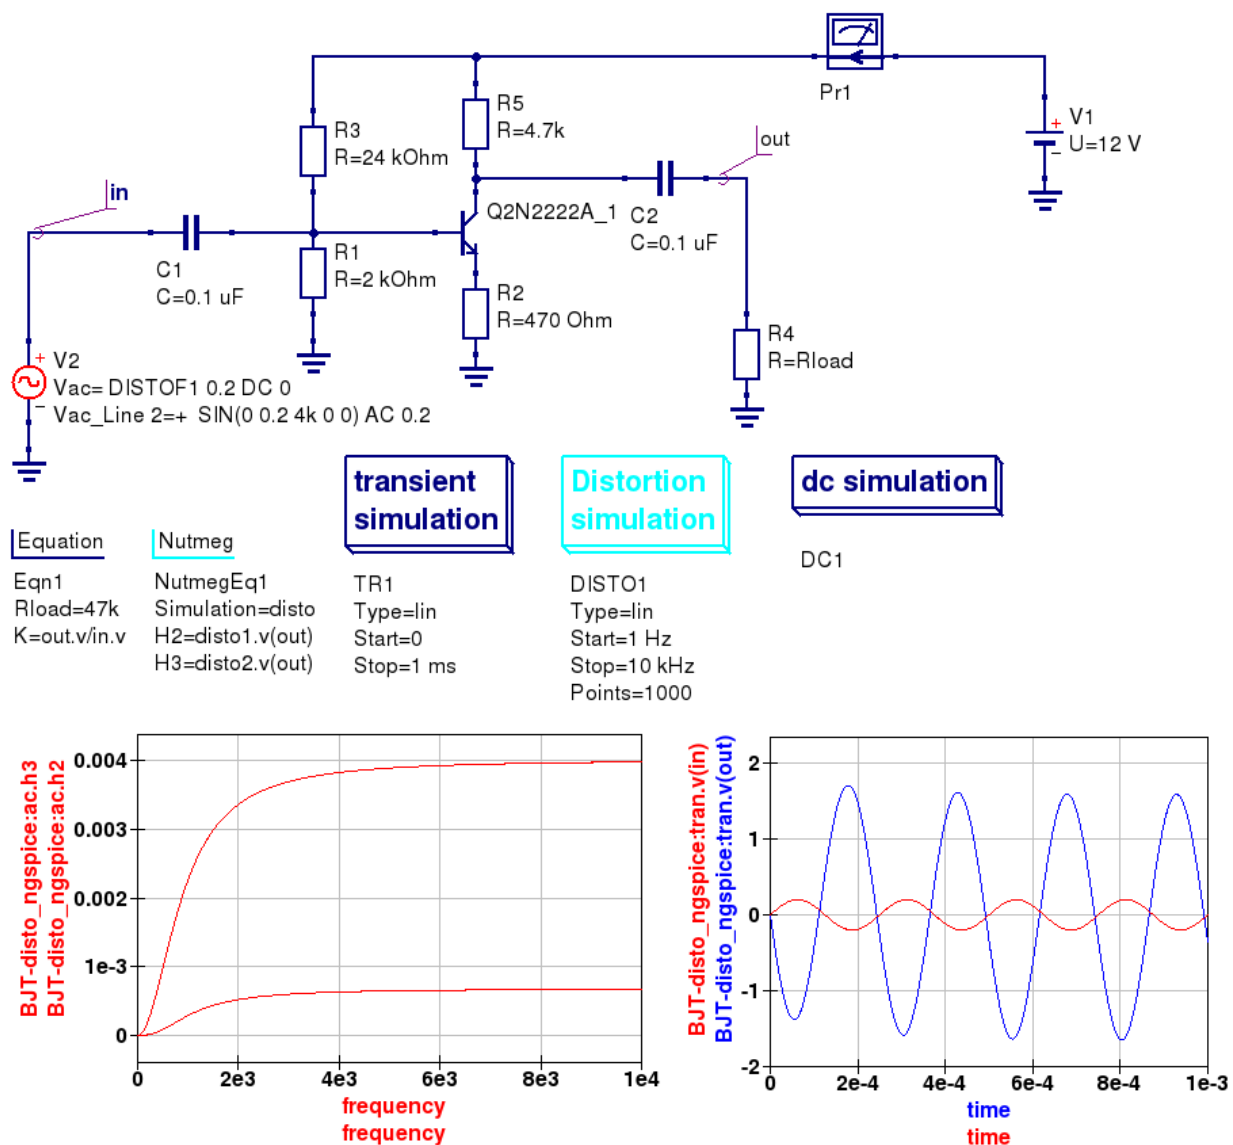 Pr1
V1
U=12 V
R5
R=4.7k
out
R3
R=24 kOhm
in
Q2N2222A_1
C2
C=0.1 uF
C1
C=0.1 uF
R1
R=2 kOhm
R2
R=470 Ohm
R4
R=Rload
V2
Vac= DISTOF1 0.2 DC 0
Vac_Line 2=+  SIN(0 0.2 4k 0 0) AC 0.2
transient
simulation
Distortion
simulation
dc simulation
Equation
Nutmeg
Eqn1
Rload=47k
K=out.v/in.v
NutmegEq1
Simulation=disto
H2=disto1.v(out)
H3=disto2.v(out)
TR1
Type=lin
Start=0
Stop=1 ms
DISTO1
Type=lin
Start=1 Hz
Stop=10 kHz
Points=1000
DC1
BJT-disto_ngspice:ac.h3
BJT-disto_ngspice:ac.h2
0.004
0.003
0.002
1e-3
0
0
2e3
4e3
6e3
8e3
1e4
frequency
frequency
BJT-disto_ngspice:tran.v(in)
BJT-disto_ngspice:tran.v(out)
2
1
0
-1
-2
0
2e-4
4e-4
6e-4
8e-4
1e-3
time
time